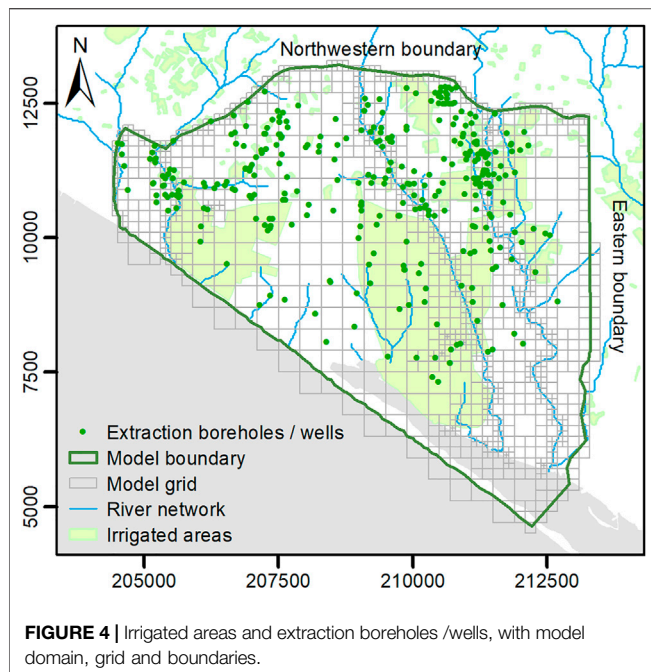 N
Northwestern boundary
12500
10000
7500
5000
Eastern boundary
Extraction boreholes / wells
Model boundary
Model grid
River network
Irrigated areas
205000 207500 210000 212500
FIGURE 4 | Irrigated areas and extraction boreholes /wells, with model
domain, grid and boundaries.